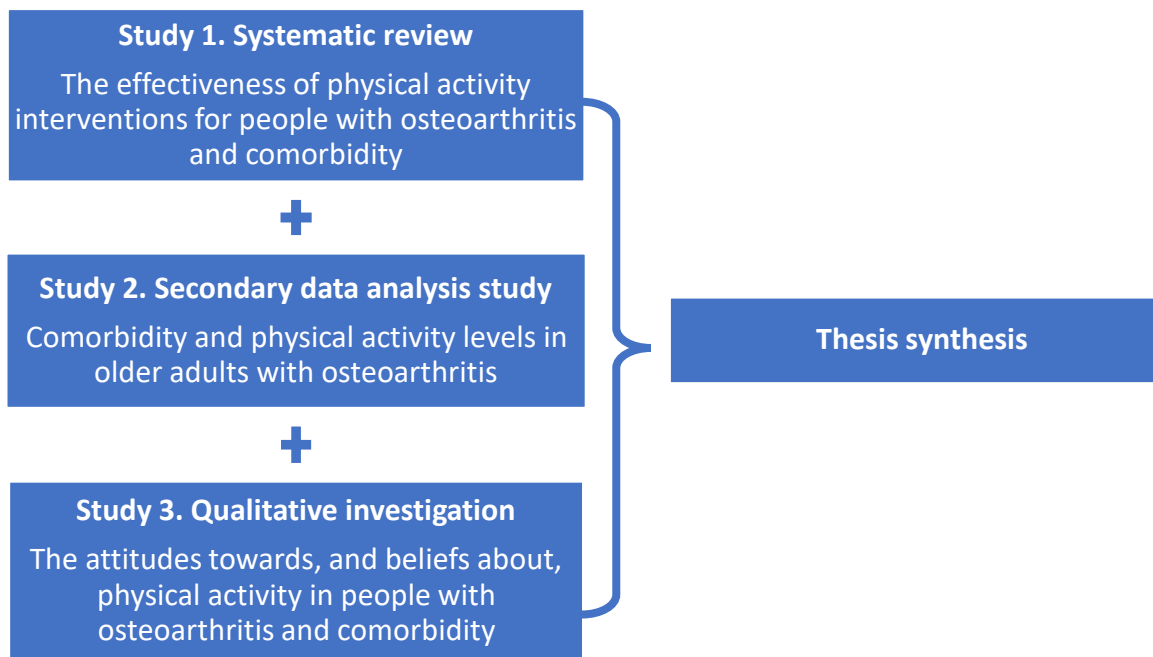 Study 1. Systematic review
The effectiveness of physical activity
interventions for people with osteoarthritis
and comorbidity
+
Study 2. Secondary data analysis study
Comorbidity and physical activity levels in
older adults with osteoarthritis
Thesis synthesis
+
Study 3. Qualitative investigation
The attitudes towards, and beliefs about,
physical activity in people with
osteoarthritis and comorbidity